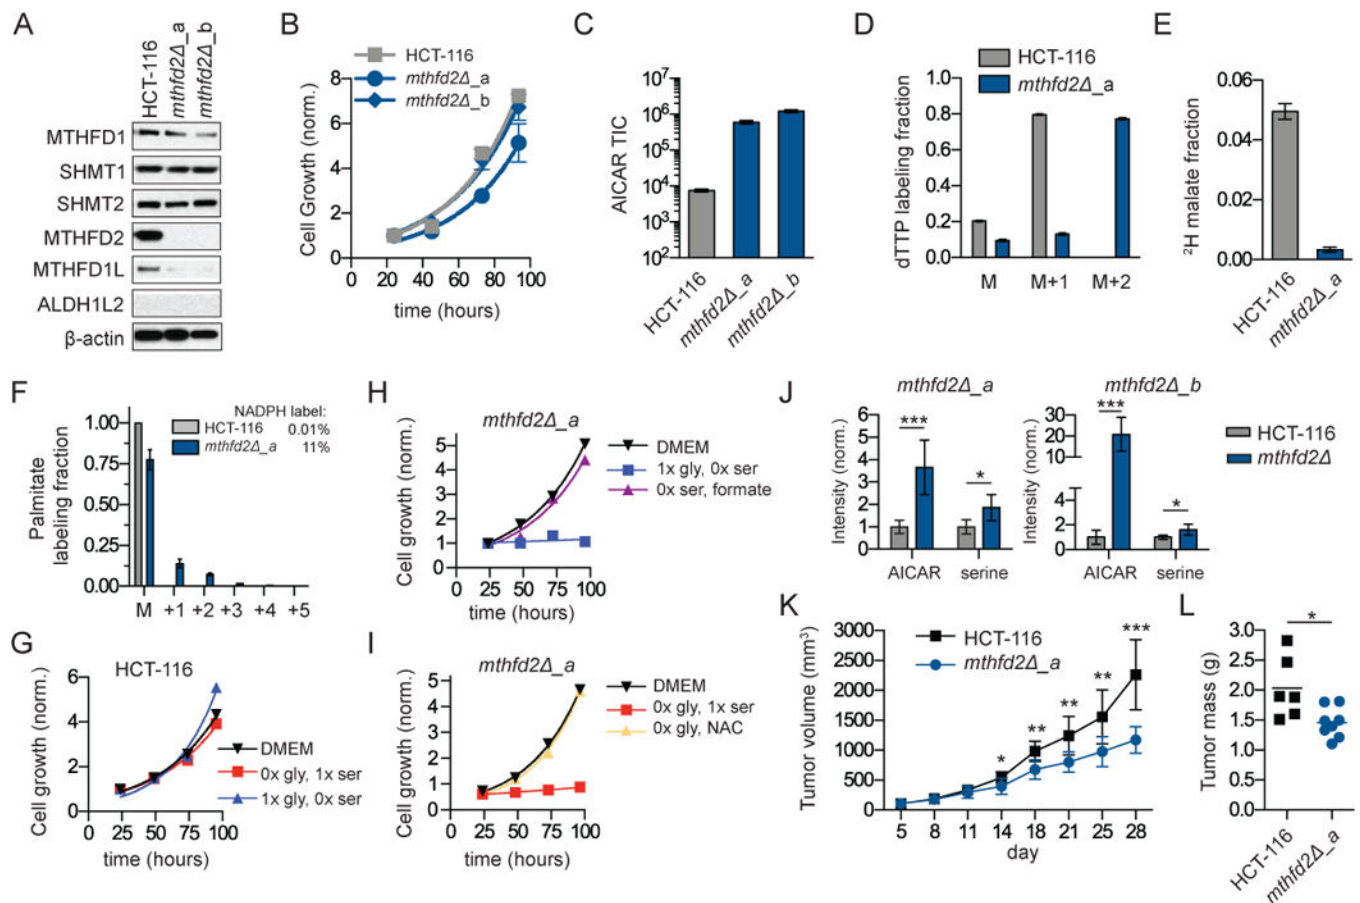 A
HCT-116
mthfd2Δ_a
mthfd2Δ_b
MTHFD1
SHMT1
SHMT2
MTHFD2
MTHFD1L
ALDH1L2
β-actin
B
HCT-116
mthfd2Δ_a
mthfd2Δ_b
Cell Growth (norm.)
8
6
4
2
0
0 20 40 60 80 100
time (hours)
C
AICAR TIC
10⁷
10⁶
10⁵
10⁴
10³
10²
HCT-116
mthfd2Δ_a
mthfd2Δ_b
D
HCT-116
mthfd2Δ_a
dTTP labeling fraction
1.0
0.8
0.6
0.4
0.2
0.0
M M+1 M+2
E
²H malate fraction
0.06
0.04
0.02
0.00
HCT-116
mthfd2Δ_a
F
Palmitate
labeling fraction
1.00
0.75
0.50
0.25
0.00
NADPH label:
HCT-116 0.01%
mthfd2Δ_a 11%
M +1 +2 +3 +4 +5
G
HCT-116
Cell growth (norm.)
6
4
2
0
DMEM
0x gly, 1x ser
1x gly, 0x ser
0 25 50 75 100
time (hours)
H
mthfd2Δ_a
Cell growth (norm.)
5
4
3
2
1
0
DMEM
1x gly, 0x ser
0x ser, formate
0 25 50 75 100
time (hours)
I
mthfd2Δ_a
Cell growth (norm.)
5
4
3
2
1
0
DMEM
0x gly, 1x ser
0x gly, NAC
0 25 50 75 100
time (hours)
J
mthfd2Δ_a
Intensity (norm.)
6
5
4
3
2
1
0
***
*
AICAR serine
mthfd2Δ_b
Intensity (norm.)
30
20
10
4
2
0
***
*
AICAR serine
HCT-116
mthfd2Δ
K
Tumor volume (mm³)
3000
2500
2000
1500
1000
500
0
HCT-116
mthfd2Δ_a
* ** ** ** ***
5 8 11 14 18 21 25 28
day
L
Tumor mass (g)
3.0
2.5
2.0
1.5
1.0
0.5
0.0
*
HCT-116
mthfd2Δ_a